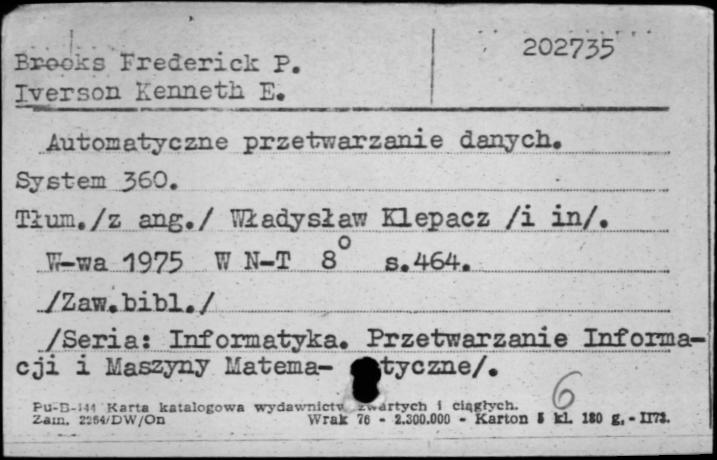 202735
Brooks Frederick P.
Iverson Kenneth E.
Automatyczne przetwarzanie danych.
System 360.
Tłum./z ang./ Władysław Klepacz /i in/.
W-wa 1975 W N-T 8° s.464.
/Zaw.bibl./
/Seria: Informatyka. Przetwarzanie Informa-
cji i Maszyny Matema- tyczne/.
6
Pu-B-144 Karta katalogowa wydawnictw zwartych i ciągłych.
Zam. 2264/DW/On Wrak 76 - 2.300.000 - Karton 5 kl. 180 g. - II73.